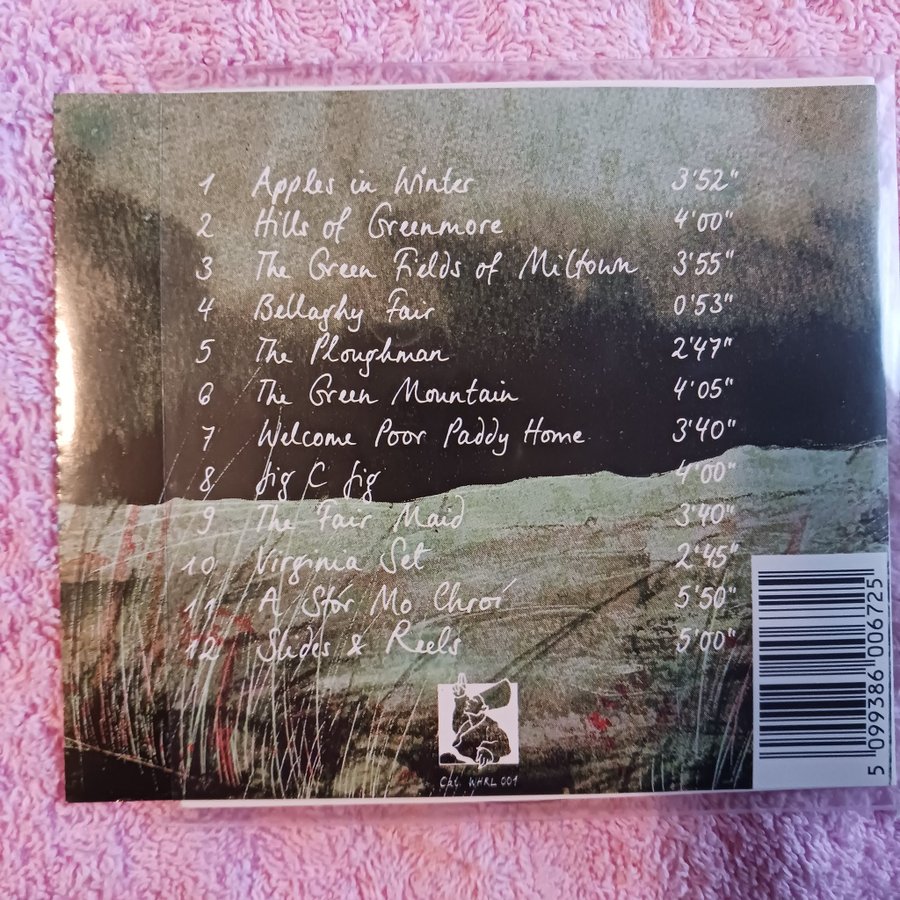 1 Apples in Winter 3'52"
2 Hills of Greenmore 4'00"
3 The Green Fields of Miltown 3'55"
4 Bellaghy Fair 0'53"
5 The Ploughman 2'47"
6 The Green Mountain 4'05"
7 Welcome Poor Paddy Home 3'40"
8 Jig C Jig 4'00"
9 The Fair Maid 3'40"
10 Virginia Set 2'45"
11 A Stór Mo Chroí 5'50"
12 Slides & Reels 5'00"
Cat. WHRL 001
5 099386 006725